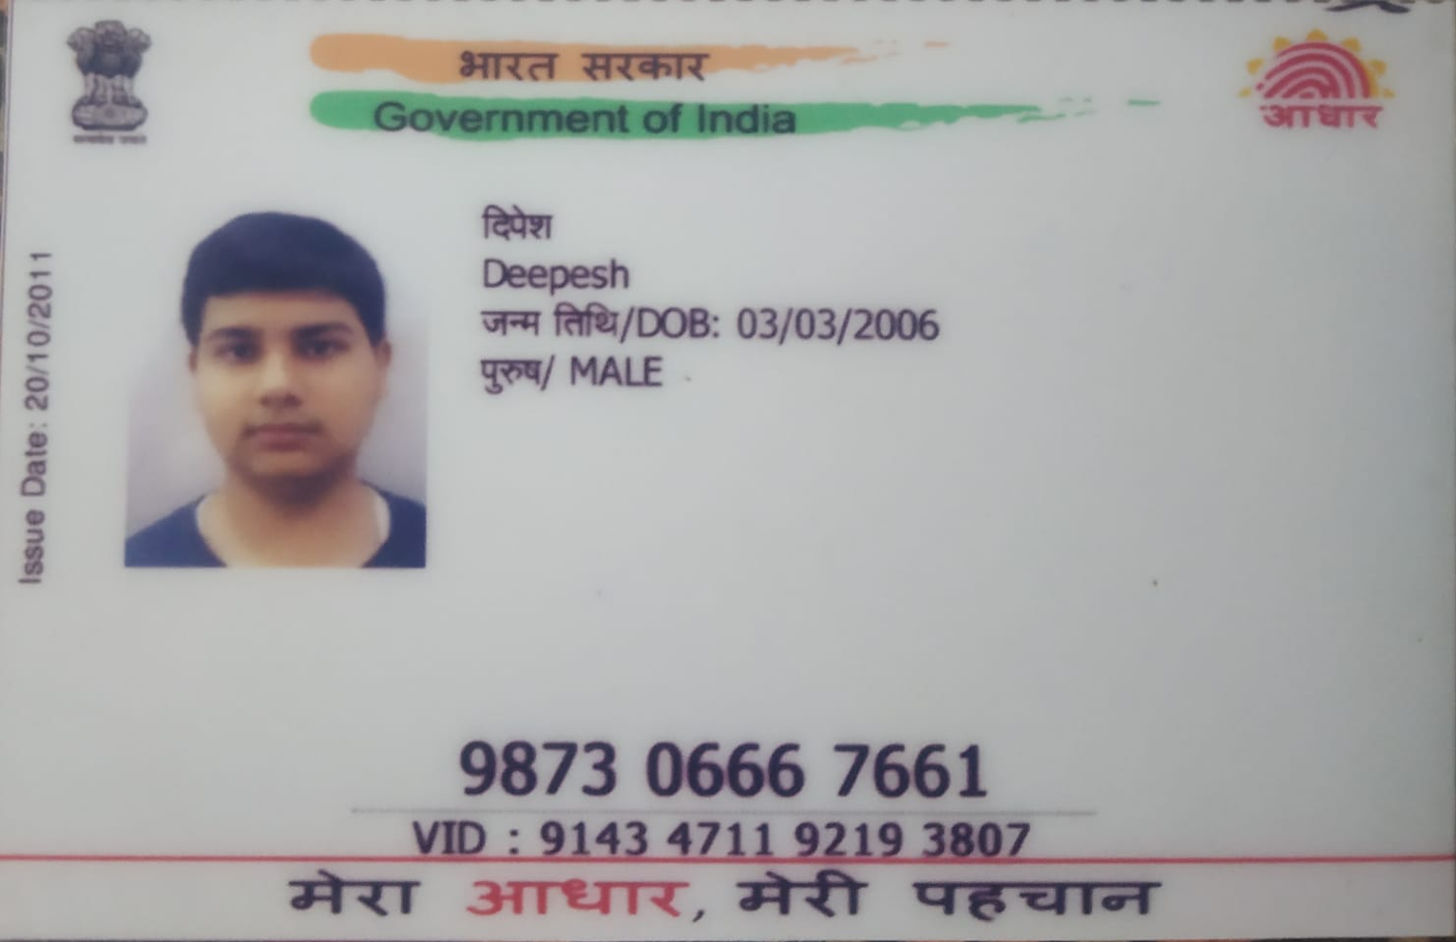 भारत सरकार
Government of India
आधार
Issue Date: 20/10/2011
दिपेश
Deepesh
जन्म तिथि/DOB: 03/03/2006
पुरुष/ MALE
9873 0666 7661
VID : 9143 4711 9219 3807
मेरा आधार, मेरी पहचान